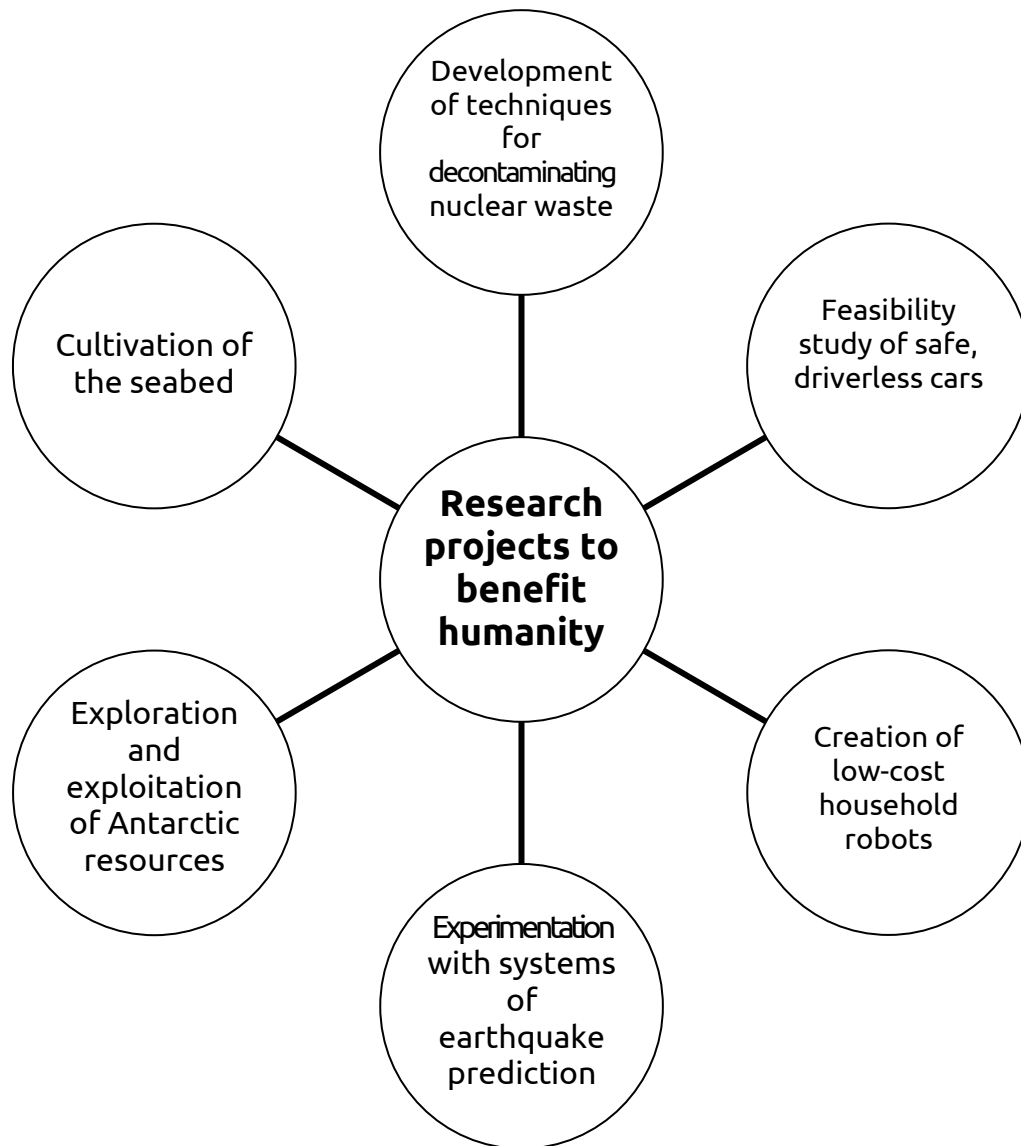 Development
of techniques
for
decontaminating
nuclear waste
Feasibility
study of safe,
driverless cars
Cultivation of
the seabed
Research
projects to
benefit
humanity
Exploration
and
exploitation
of Antarctic
resources
Creation of
low-cost
household
robots
Experimentation
with systems
of
earthquake
prediction